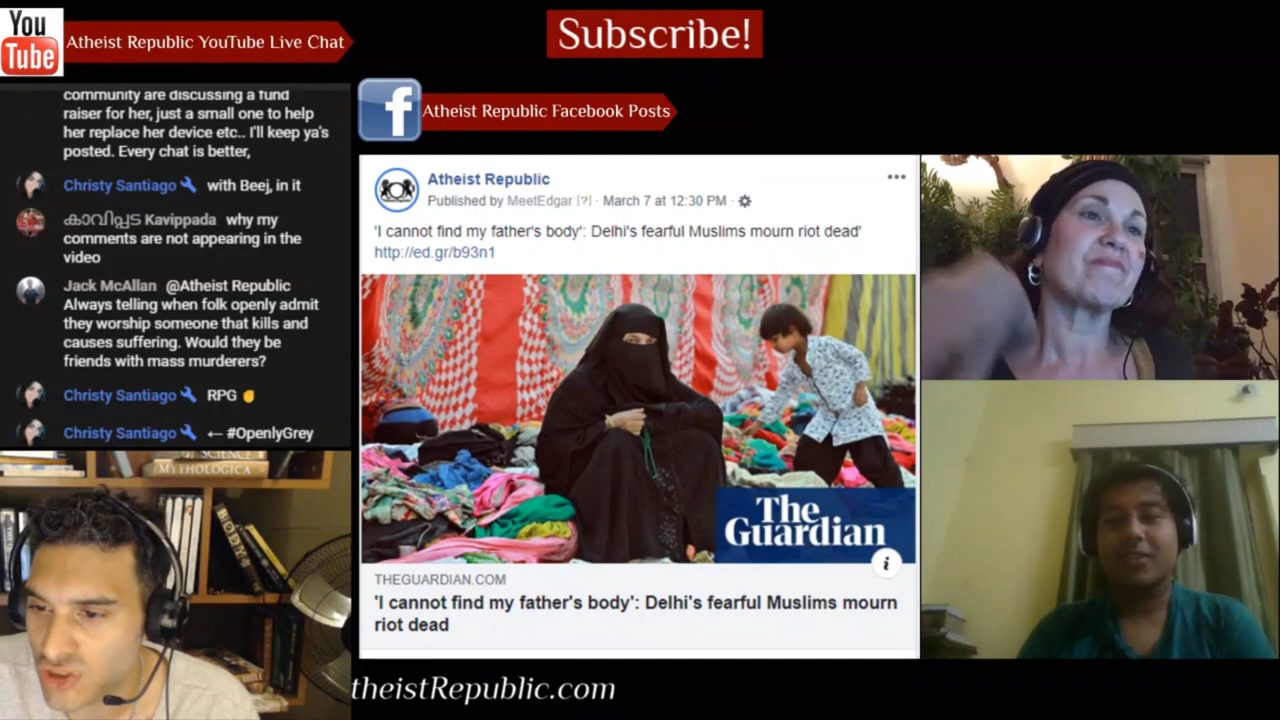 You
Tube
Atheist Republic YouTube Live Chat
Subscribe!
community are discussing a fund
raiser for her, just a small one to help
her replace her device etc.. I'll keep ya's
posted. Every chat is better,
Christy Santiago with Beej, in it
കാവിപ്പട Kavippada why my
comments are not appearing in the
video
Jack McAllan @Atheist Republic
Always telling when folk openly admit
they worship someone that kills and
causes suffering. Would they be
friends with mass murderers?
Christy Santiago RPG ✊
Christy Santiago ← #OpenlyGrey
f
Atheist Republic Facebook Posts
Atheist Republic
Published by MeetEdgar [?] · March 7 at 12:30 PM ·
'I cannot find my father's body': Delhi's fearful Muslims mourn riot dead'
http://ed.gr/b93n1
The
Guardian
i
THEGUARDIAN.COM
'I cannot find my father's body': Delhi's fearful Muslims mourn
riot dead
SCIENCE
MYTHOLOGICA
theistRepublic.com